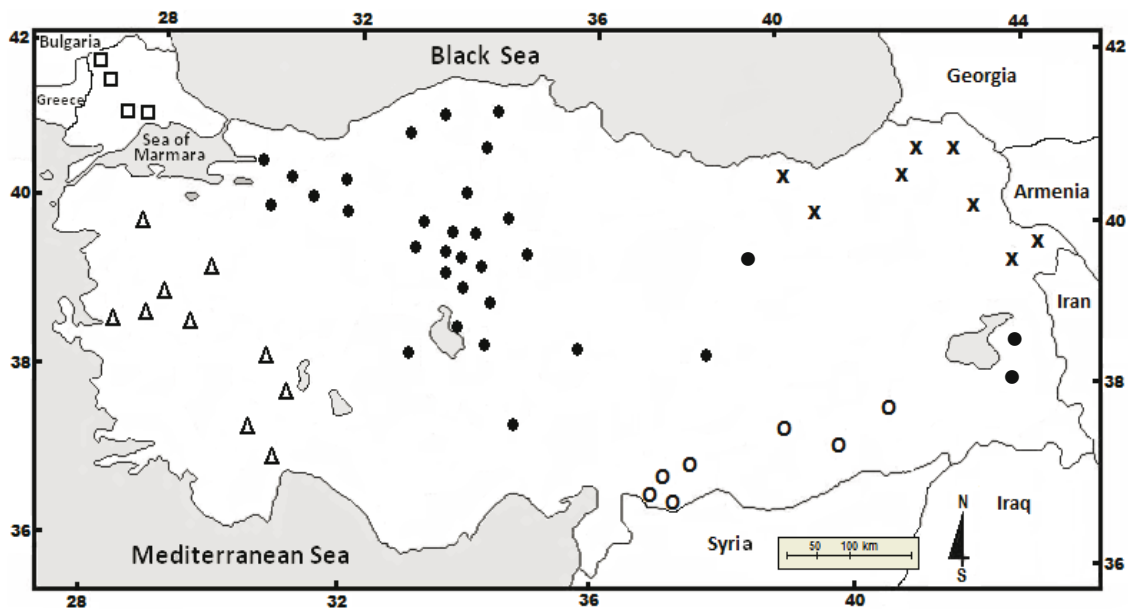 28 32 36 40 44
42 Bulgaria Black Sea Georgia 42
Greece
Sea of
Marmara
Armenia
40 40
Iran
38 38
36 Mediterranean Sea Syria Iraq 36
N
50 100 km
S
28 32 36 40